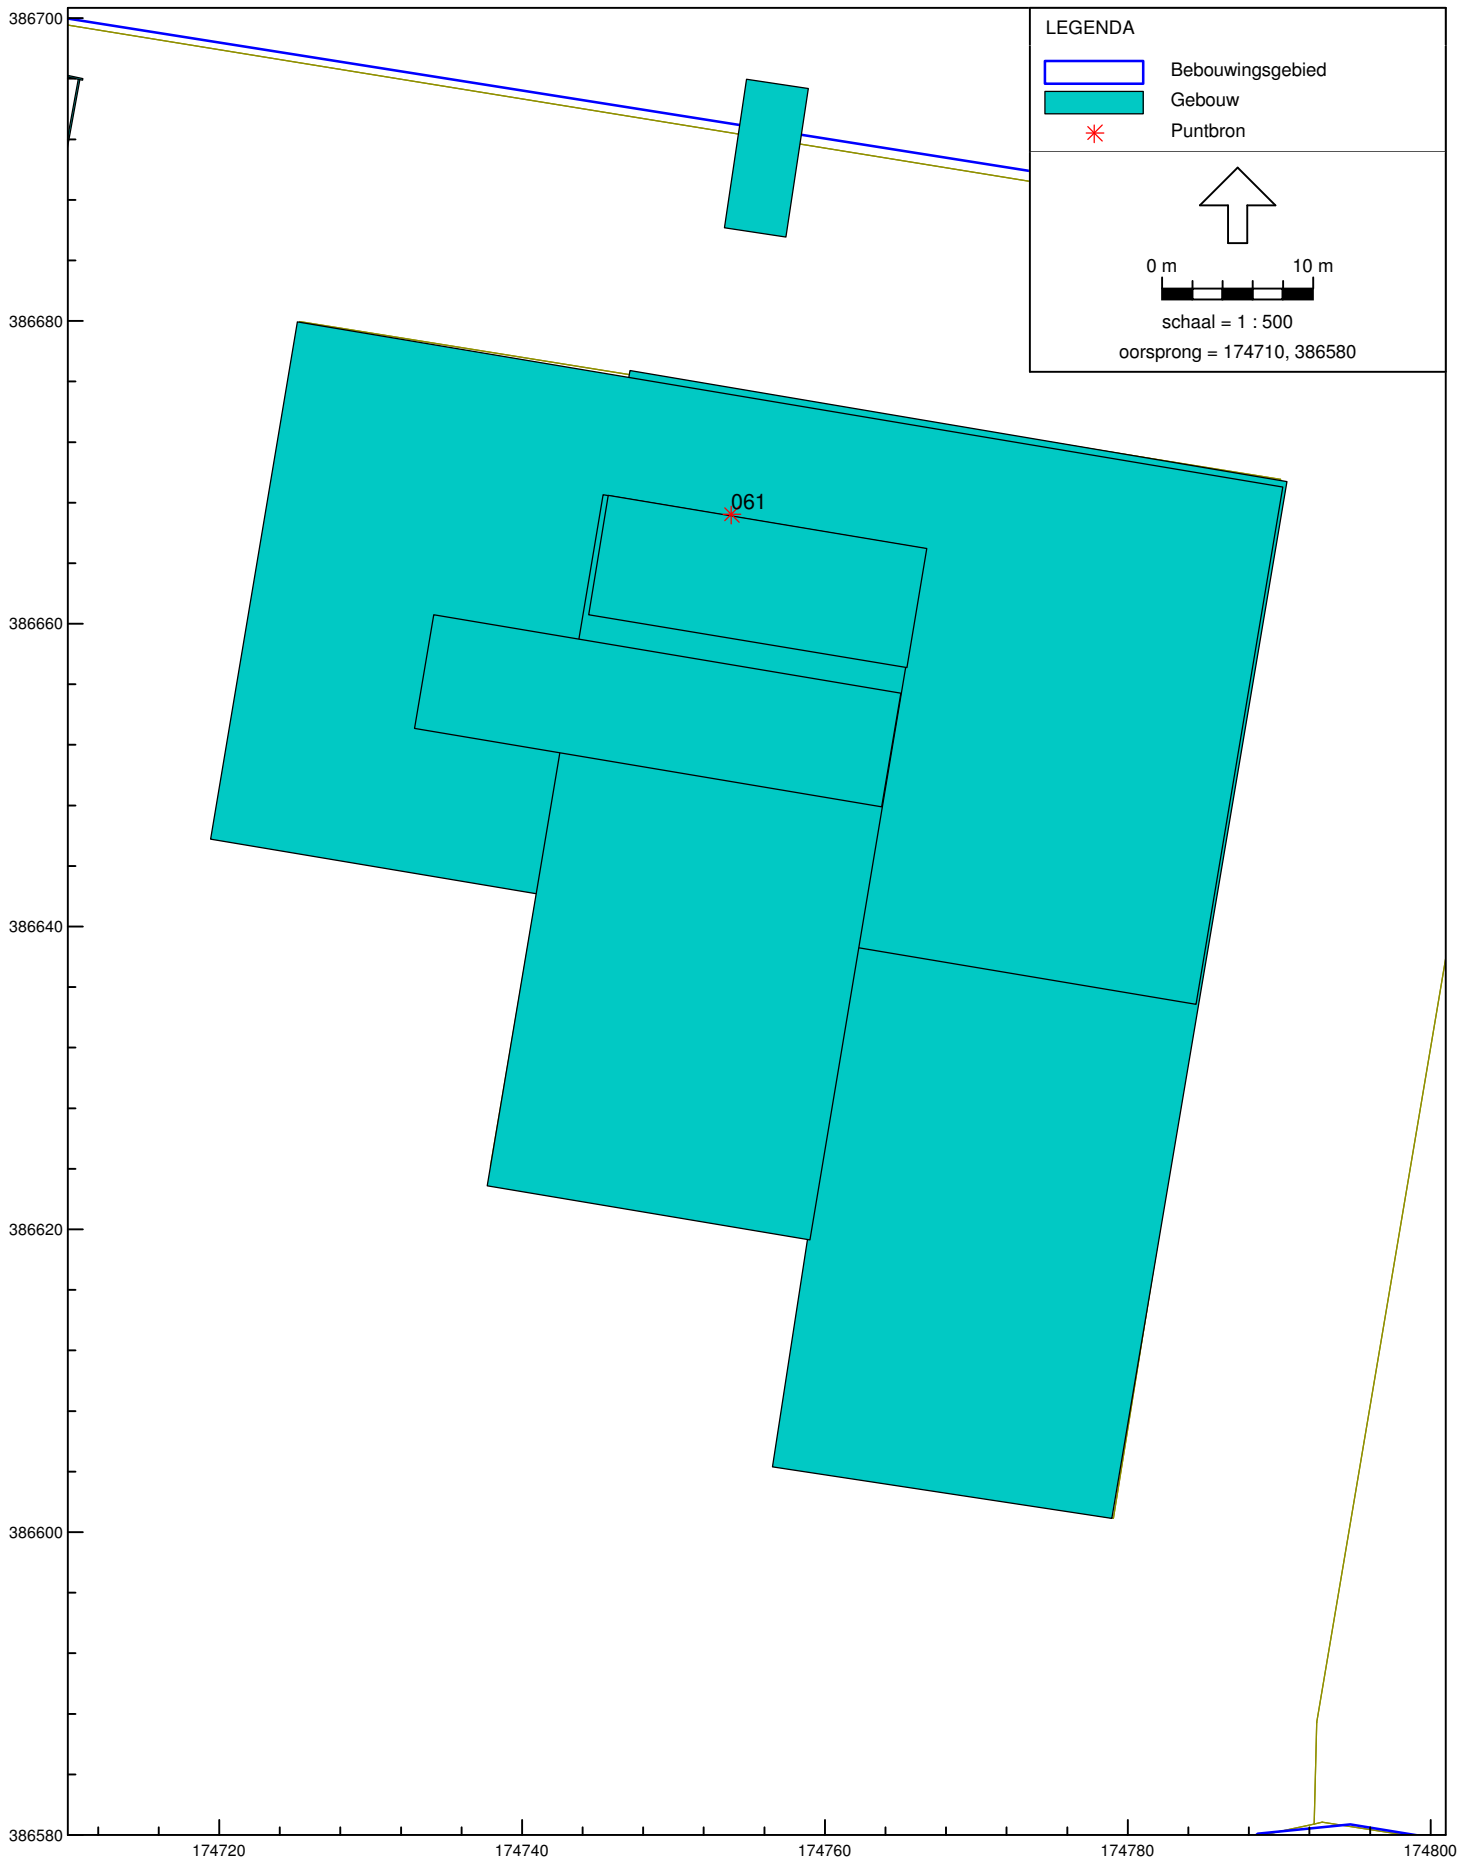 386700
386680
386660
386640
386620
386600
386580
174720
174740
174760
174780
174800
061
LEGENDA
Bebouwingsgebied
Gebouw
Puntbron
0 m 10 m
schaal = 1 : 500
oorsprong = 174710, 386580